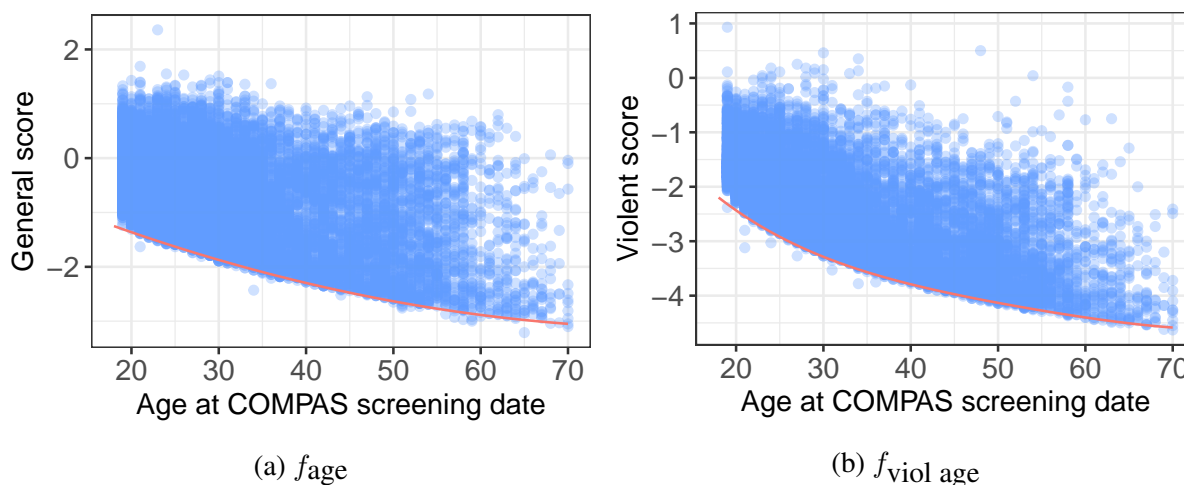 General score
2
0
−2
20 30 40 50 60 70
Age at COMPAS screening date
(a) fage
Violent score
1
0
−1
−2
−3
−4
20 30 40 50 60 70
Age at COMPAS screening date
(b) fviol age